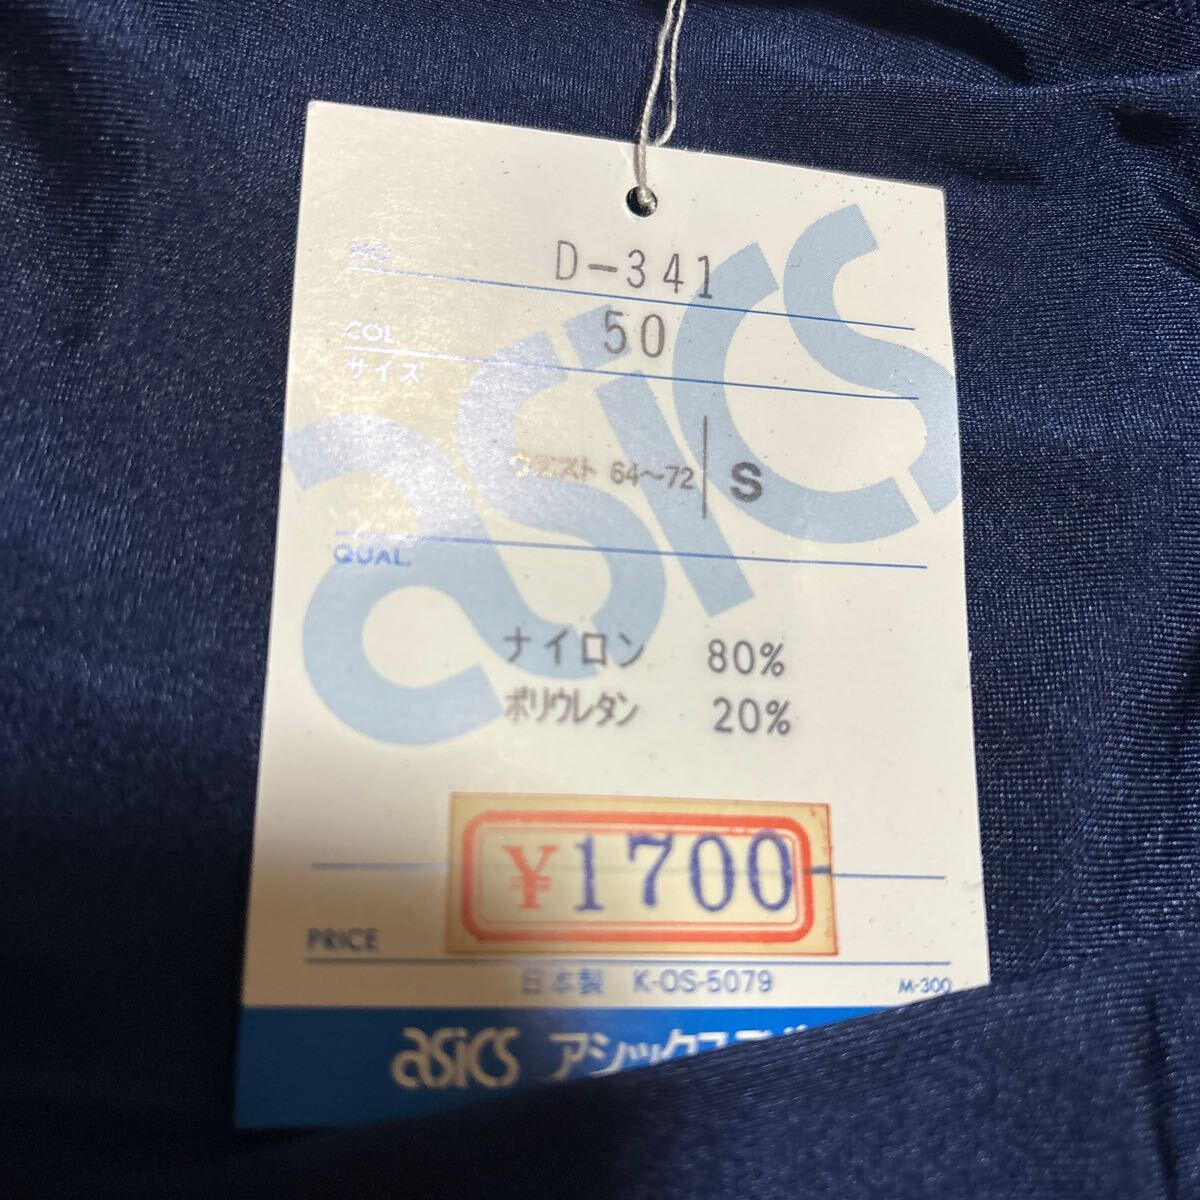 asics
NO. D-341
COL. 50
サイズ
ウエスト 64～72 S
QUAL.
ナイロン 80%
ポリウレタン 20%
¥1700
PRICE
日本製 K-OS-5079 M-300
asics アシックス